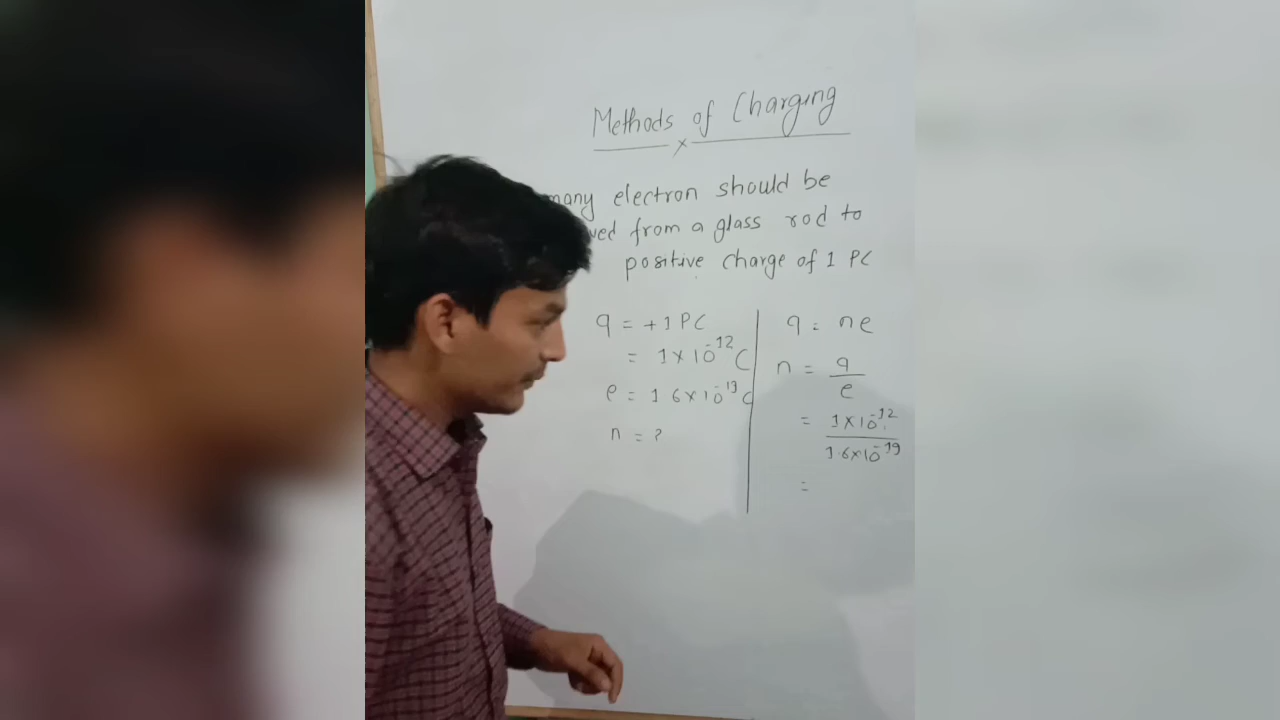 Methods of Charging
many electron should be
from a glass rod to
positive charge of 1 PC
q = +1 PC
= 1×10⁻¹² C
e = 1 6×10⁻¹⁹ C
n = ?
q = ne
n = q/e
= 1×10⁻¹²/1.6×10⁻¹⁹
=